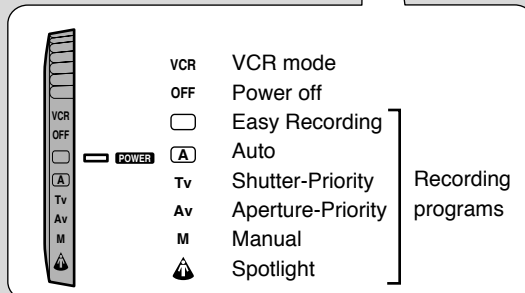 VCR VCR mode
OFF Power off
Easy Recording
A Auto
Tv Shutter-Priority
Av Aperture-Priority
M Manual
Spotlight
Recording
programs
POWER
VCR
OFF
A
Tv
Av
M